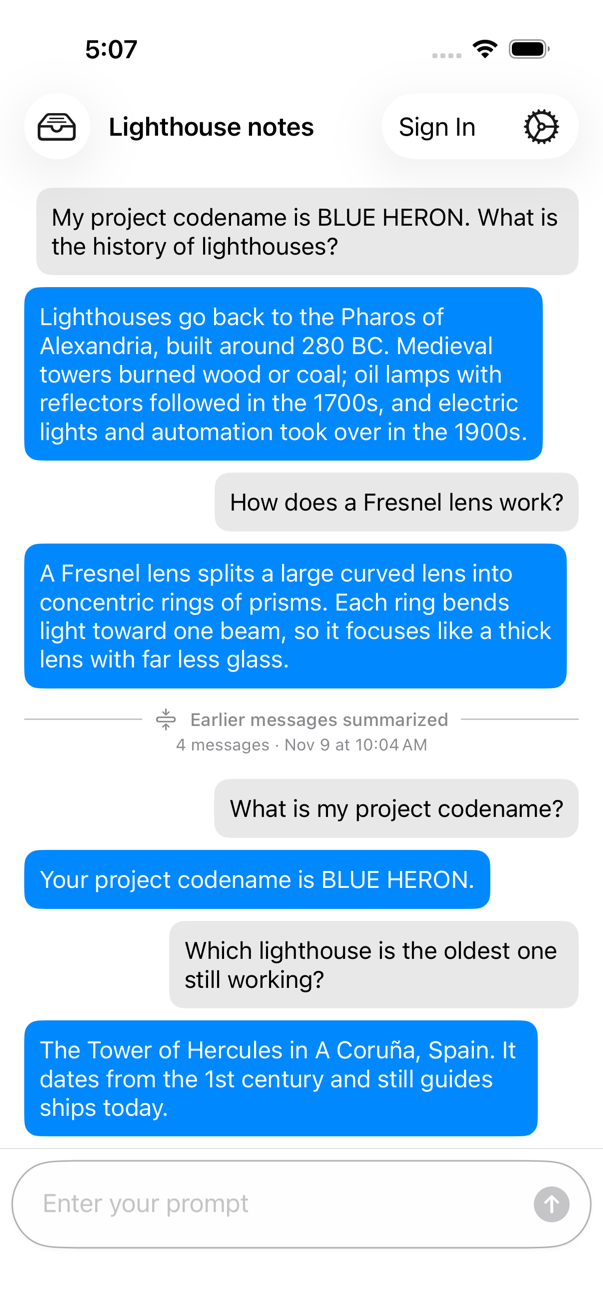 5:07
Lighthouse notes
Sign In
My project codename is BLUE HERON. What is
the history of lighthouses?
Lighthouses go back to the Pharos of
Alexandria, built around 280 BC. Medieval
towers burned wood or coal; oil lamps with
reflectors followed in the 1700s, and electric
lights and automation took over in the 1900s.
How does a Fresnel lens work?
A Fresnel lens splits a large curved lens into
concentric rings of prisms. Each ring bends
light toward one beam, so it focuses like a thick
lens with far less glass.
Earlier messages summarized
4 messages · Nov 9 at 10:04 AM
What is my project codename?
Your project codename is BLUE HERON.
Which lighthouse is the oldest one
still working?
The Tower of Hercules in A Coruña, Spain. It
dates from the 1st century and still guides
ships today.
Enter your prompt